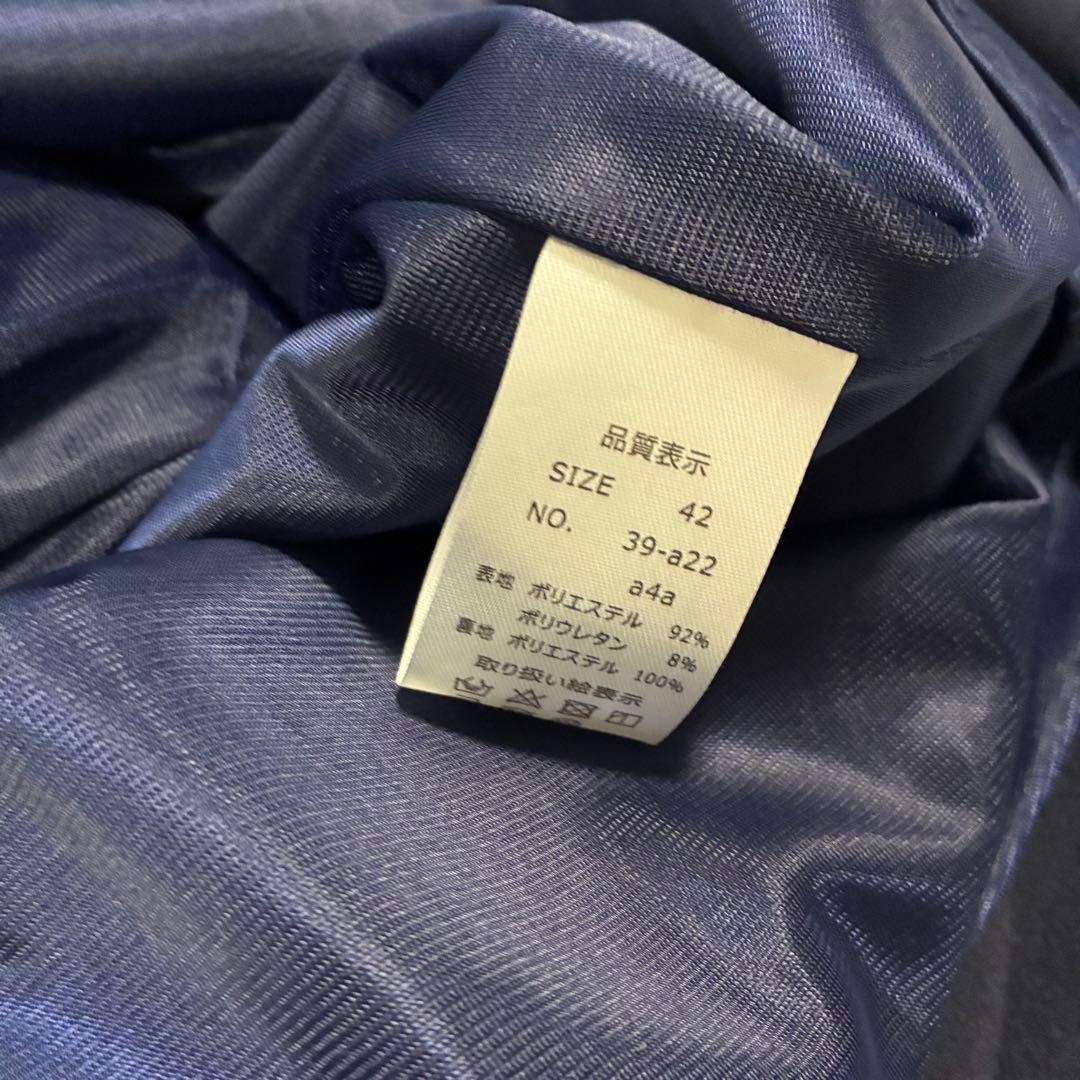 品質表示
SIZE 42
NO. 39-a22
a4a
表地 ポリエステル 92%
ポリウレタン 8%
裏地 ポリエステル 100%
取り扱い絵表示